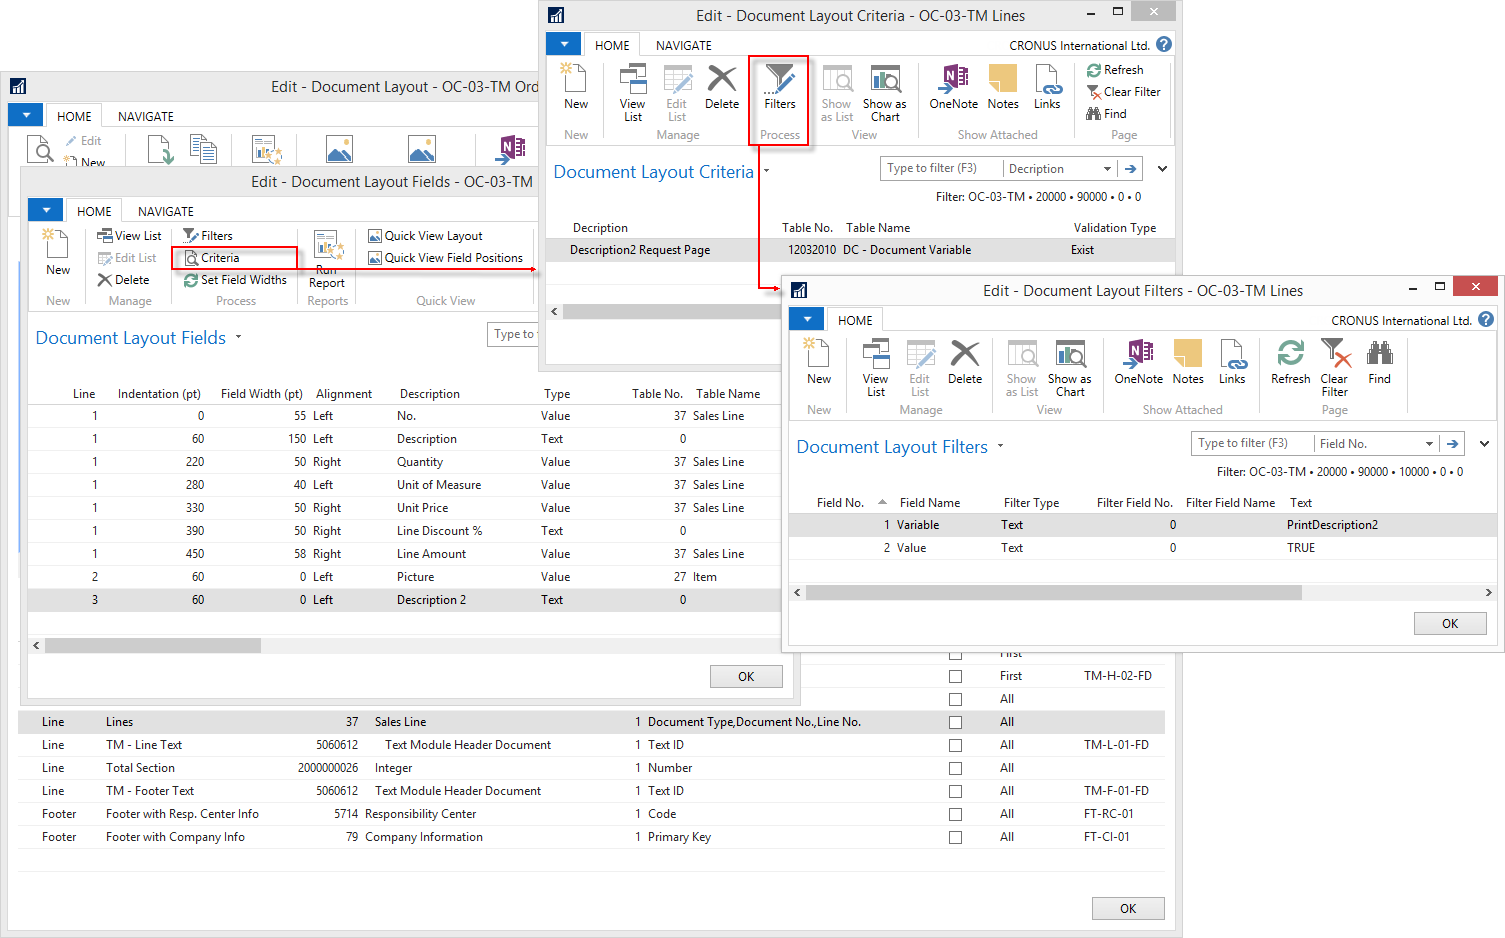 Edit - Document Layout Criteria - OC-03-TM Lines
HOME NAVIGATE CRONUS International Ltd.
New View List Edit List Delete Filters Show as List Show as Chart OneNote Notes Links Refresh Clear Filter Find
New Manage Process View Show Attached Page
Document Layout Criteria Type to filter (F3) Decription
Filter: OC-03-TM • 20000 • 90000 • 0 • 0
Decription Table No. Table Name Validation Type
Description2 Request Page 12032010 DC - Document Variable Exist
Edit - Document Layout - OC-03-TM Ord
HOME NAVIGATE
Edit
New
Edit - Document Layout Fields - OC-03-TM
HOME NAVIGATE
New View List Edit List Delete Filters Criteria Set Field Widths Run Report Quick View Layout Quick View Field Positions
New Manage Process Reports Quick View
Document Layout Fields Type to
Line Indentation (pt) Field Width (pt) Alignment Description Type Table No. Table Name
1 0 55 Left No. Value 37 Sales Line
1 60 150 Left Description Text 0
1 220 50 Right Quantity Value 37 Sales Line
1 280 40 Left Unit of Measure Value 37 Sales Line
1 330 50 Right Unit Price Value 37 Sales Line
1 390 50 Right Line Discount % Text 0
1 450 58 Right Line Amount Value 37 Sales Line
2 60 0 Left Picture Value 27 Item
3 60 0 Left Description 2 Text 0
OK
Edit - Document Layout Filters - OC-03-TM Lines
HOME CRONUS International Ltd.
New View List Edit List Delete Show as List Show as Chart OneNote Notes Links Refresh Clear Filter Find
New Manage View Show Attached Page
Document Layout Filters Type to filter (F3) Field No.
Filter: OC-03-TM • 20000 • 90000 • 10000 • 0 • 0
Field No. Field Name Filter Type Filter Field No. Filter Field Name Text
1 Variable Text 0 PrintDescription2
2 Value Text 0 TRUE
OK
First
First TM-H-02-FD
All
Line Lines 37 Sales Line 1 Document Type,Document No.,Line No. All
Line TM - Line Text 5060612 Text Module Header Document 1 Text ID All TM-L-01-FD
Line Total Section 2000000026 Integer 1 Number All
Line TM - Footer Text 5060612 Text Module Header Document 1 Text ID All TM-F-01-FD
Footer Footer with Resp. Center Info 5714 Responsibility Center 1 Code All FT-RC-01
Footer Footer with Company Info 79 Company Information 1 Primary Key All FT-CI-01
OK